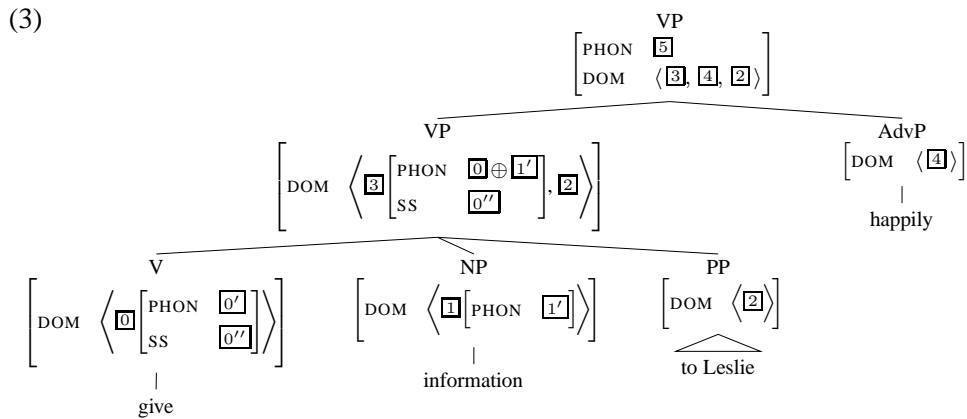 (3)
VP
[PHON 5
DOM ⟨ 3, 4, 2 ⟩]
VP AdvP
[DOM ⟨ 3 [PHON 0 ⊕ 1′
SS 0′′], 2 ⟩] [DOM ⟨ 4 ⟩]
happily
V NP PP
[DOM ⟨ 0 [PHON 0′
SS 0′′] ⟩] [DOM ⟨ 1 [PHON 1′] ⟩] [DOM ⟨ 2 ⟩]
give information to Leslie